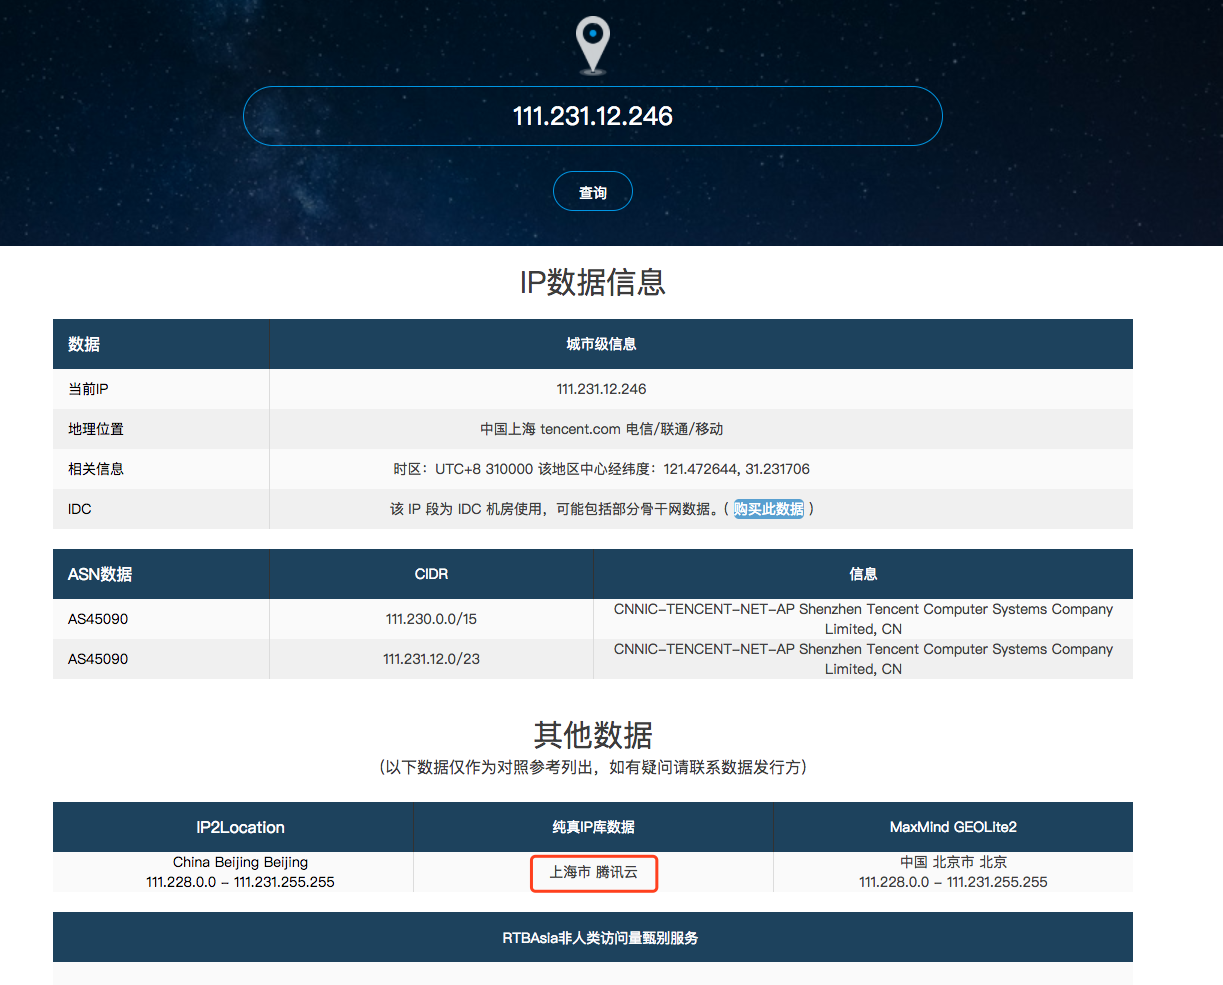 111.231.12.246
查询
IP数据信息
数据 城市级信息
当前IP 111.231.12.246
地理位置 中国上海 tencent.com 电信/联通/移动
相关信息 时区：UTC+8 310000 该地区中心经纬度：121.472644, 31.231706
IDC 该 IP 段为 IDC 机房使用，可能包括部分骨干网数据。( 购买此数据 )
ASN数据 CIDR 信息
AS45090 111.230.0.0/15 CNNIC-TENCENT-NET-AP Shenzhen Tencent Computer Systems Company
Limited, CN
AS45090 111.231.12.0/23 CNNIC-TENCENT-NET-AP Shenzhen Tencent Computer Systems Company
Limited, CN
其他数据
（以下数据仅作为对照参考列出，如有疑问请联系数据发行方）
IP2Location 纯真IP库数据 MaxMind GEOLite2
China Beijing Beijing 上海市 腾讯云 中国 北京市 北京
111.228.0.0 - 111.231.255.255 111.228.0.0 - 111.231.255.255
RTBAsia非人类访问量甄别服务